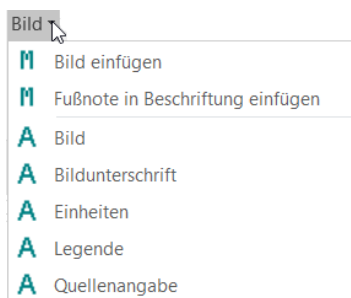 Bild
Bild einfügen
Fußnote in Beschriftung einfügen
A Bild
A Bildunterschrift
A Einheiten
A Legende
A Quellenangabe